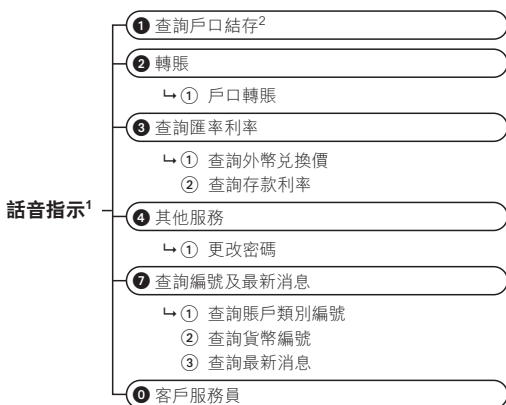 話音指示1
❶ 查詢戶口結存2
❷ 轉賬
↳ ① 戶口轉賬
❸ 查詢匯率利率
↳ ① 查詢外幣兑換價
② 查詢存款利率
❹ 其他服務
↳ ① 更改密碼
❼ 查詢編號及最新消息
↳ ① 查詢賬戶類別編號
② 查詢貨幣編號
③ 查詢最新消息
⓿ 客戶服務員